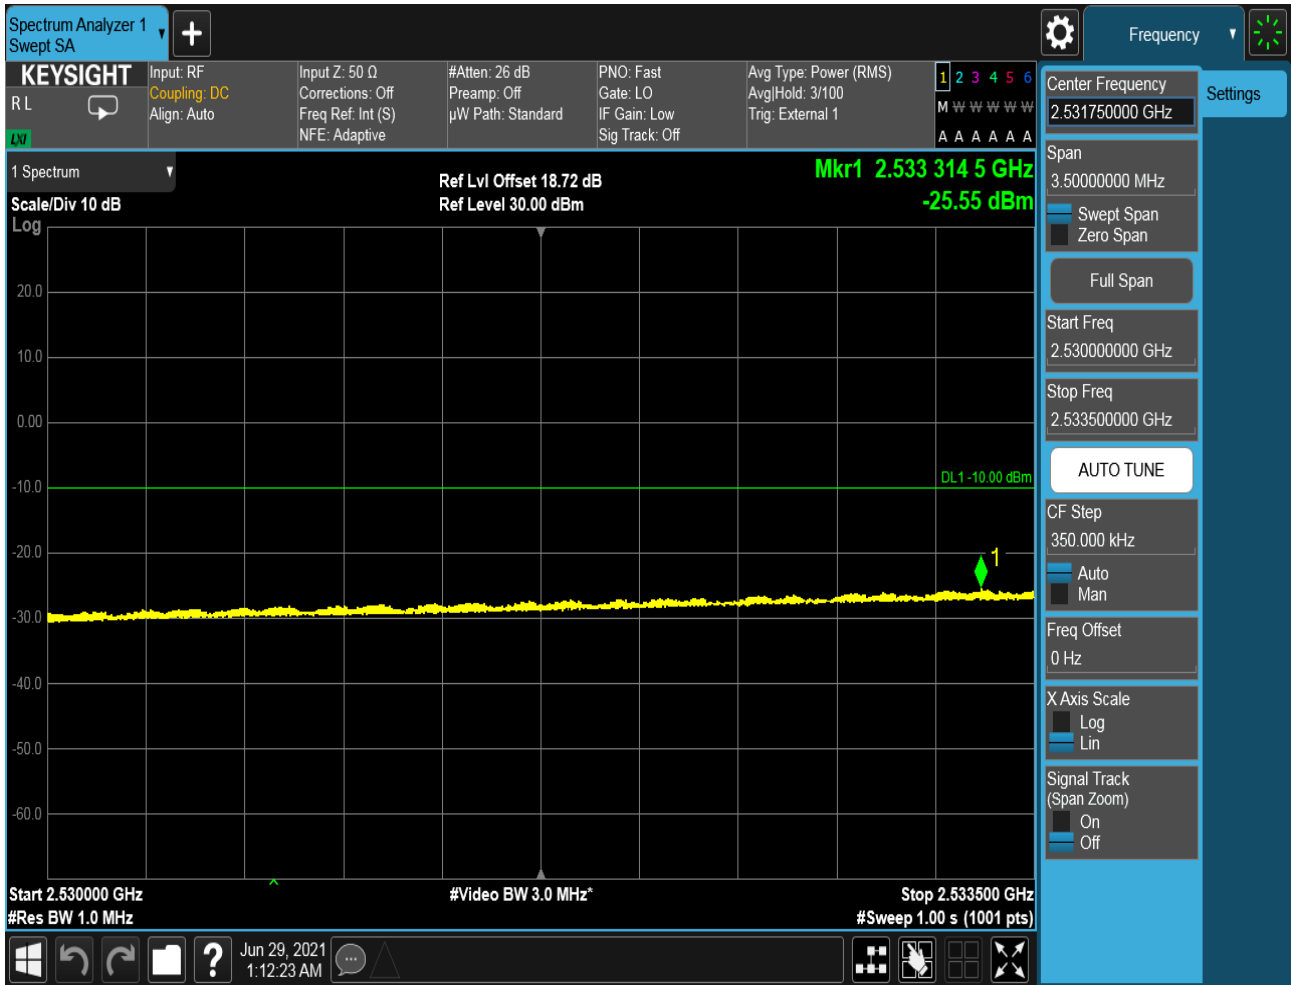 Spectrum Analyzer 1
Swept SA
Frequency
KEYSIGHT
R L
LXI
Input: RF
Coupling: DC
Align: Auto
Input Z: 50 Ω
Corrections: Off
Freq Ref: Int (S)
NFE: Adaptive
#Atten: 26 dB
Preamp: Off
µW Path: Standard
PNO: Fast
Gate: LO
IF Gain: Low
Sig Track: Off
Avg Type: Power (RMS)
Avg|Hold: 3/100
Trig: External 1
1 2 3 4 5 6
M W W W W W
A A A A A A
1 Spectrum
Scale/Div 10 dB
Log
Ref Lvl Offset 18.72 dB
Ref Level 30.00 dBm
Mkr1 2.533 314 5 GHz
-25.55 dBm
20.0
10.0
0.00
-10.0
-20.0
-30.0
-40.0
-50.0
-60.0
DL1 -10.00 dBm
1
Start 2.530000 GHz
#Res BW 1.0 MHz
#Video BW 3.0 MHz*
Stop 2.533500 GHz
#Sweep 1.00 s (1001 pts)
Center Frequency
2.531750000 GHz
Settings
Span
3.50000000 MHz
Swept Span
Zero Span
Full Span
Start Freq
2.530000000 GHz
Stop Freq
2.533500000 GHz
AUTO TUNE
CF Step
350.000 kHz
Auto
Man
Freq Offset
0 Hz
X Axis Scale
Log
Lin
Signal Track
(Span Zoom)
On
Off
?
Jun 29, 2021
1:12:23 AM